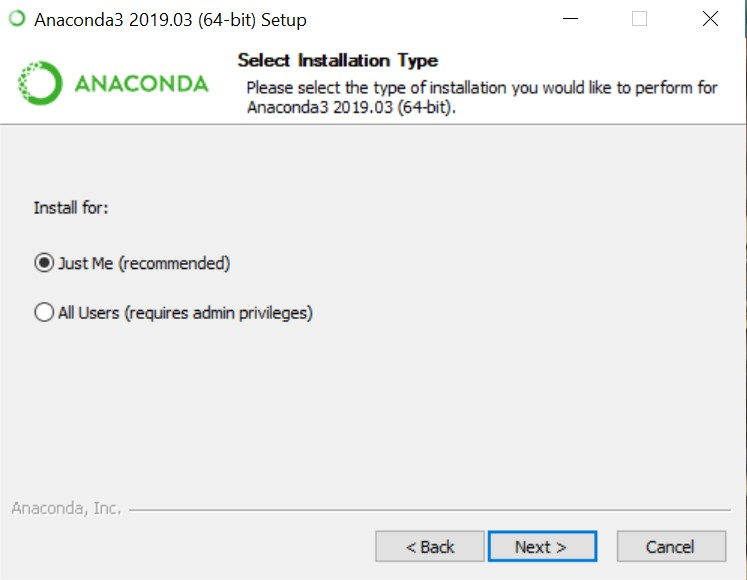 Anaconda3 2019.03 (64-bit) Setup
ANACONDA
Select Installation Type
Please select the type of installation you would like to perform for
Anaconda3 2019.03 (64-bit).
Install for:
Just Me (recommended)
All Users (requires admin privileges)
Anaconda, Inc.
< Back
Next >
Cancel